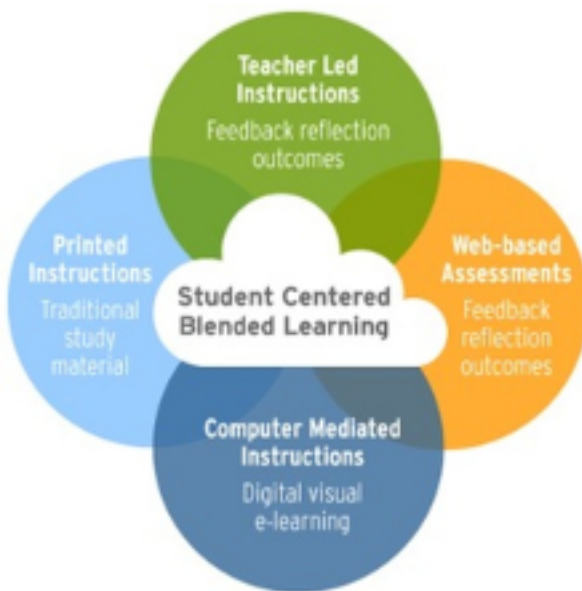 Teacher Led
Instructions
Feedback reflection
outcomes
Printed
Instructions
Traditional
study
material
Student Centered
Blended Learning
Web-based
Assessments
Feedback
reflection
outcomes
Computer Mediated
Instructions
Digital visual
e-learning